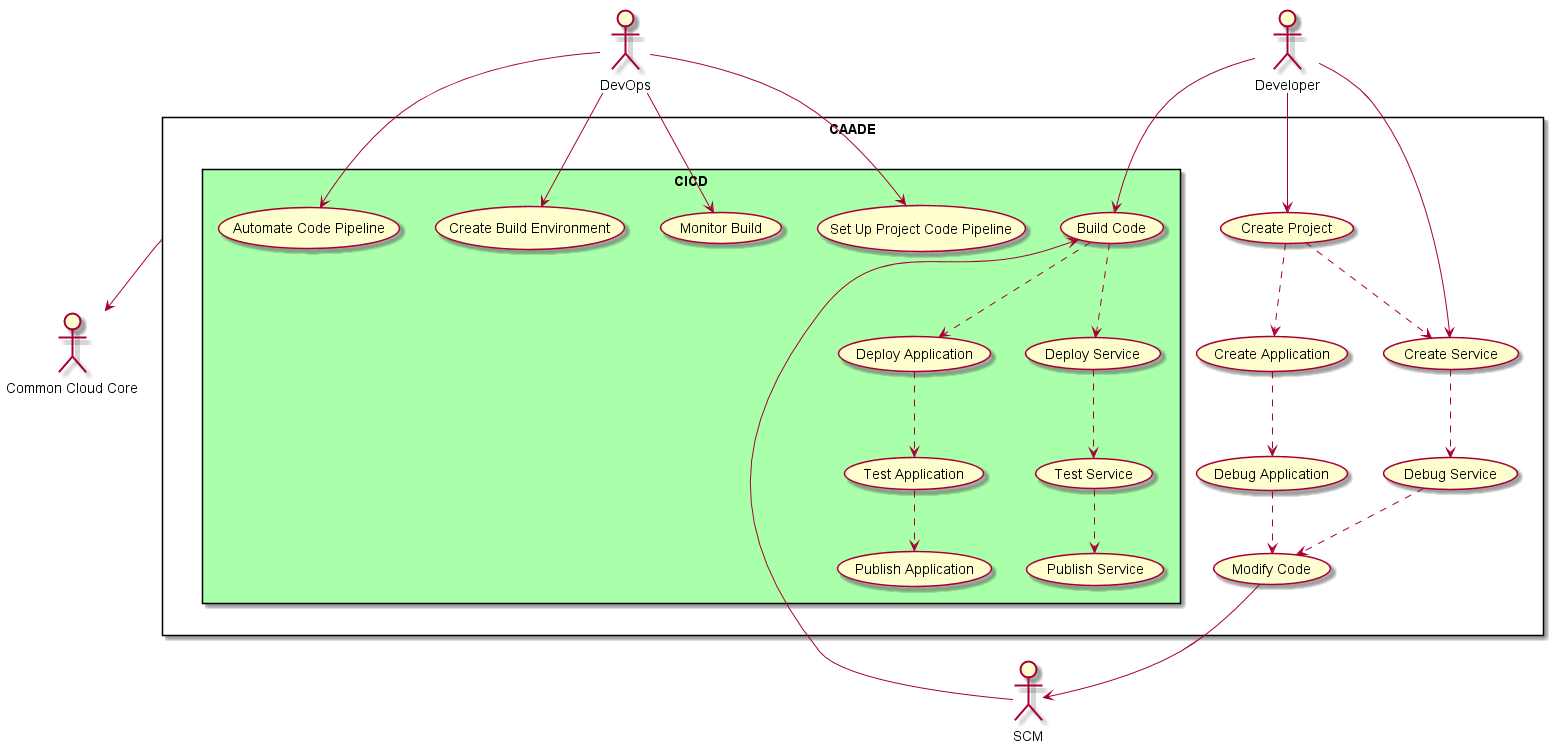 DevOps
Developer
CAADE
CICD
Automate Code Pipeline
Create Build Environment
Monitor Build
Set Up Project Code Pipeline
Build Code
Create Project
Common Cloud Core
Deploy Application
Deploy Service
Create Application
Create Service
Test Application
Test Service
Debug Application
Debug Service
Publish Application
Publish Service
Modify Code
SCM